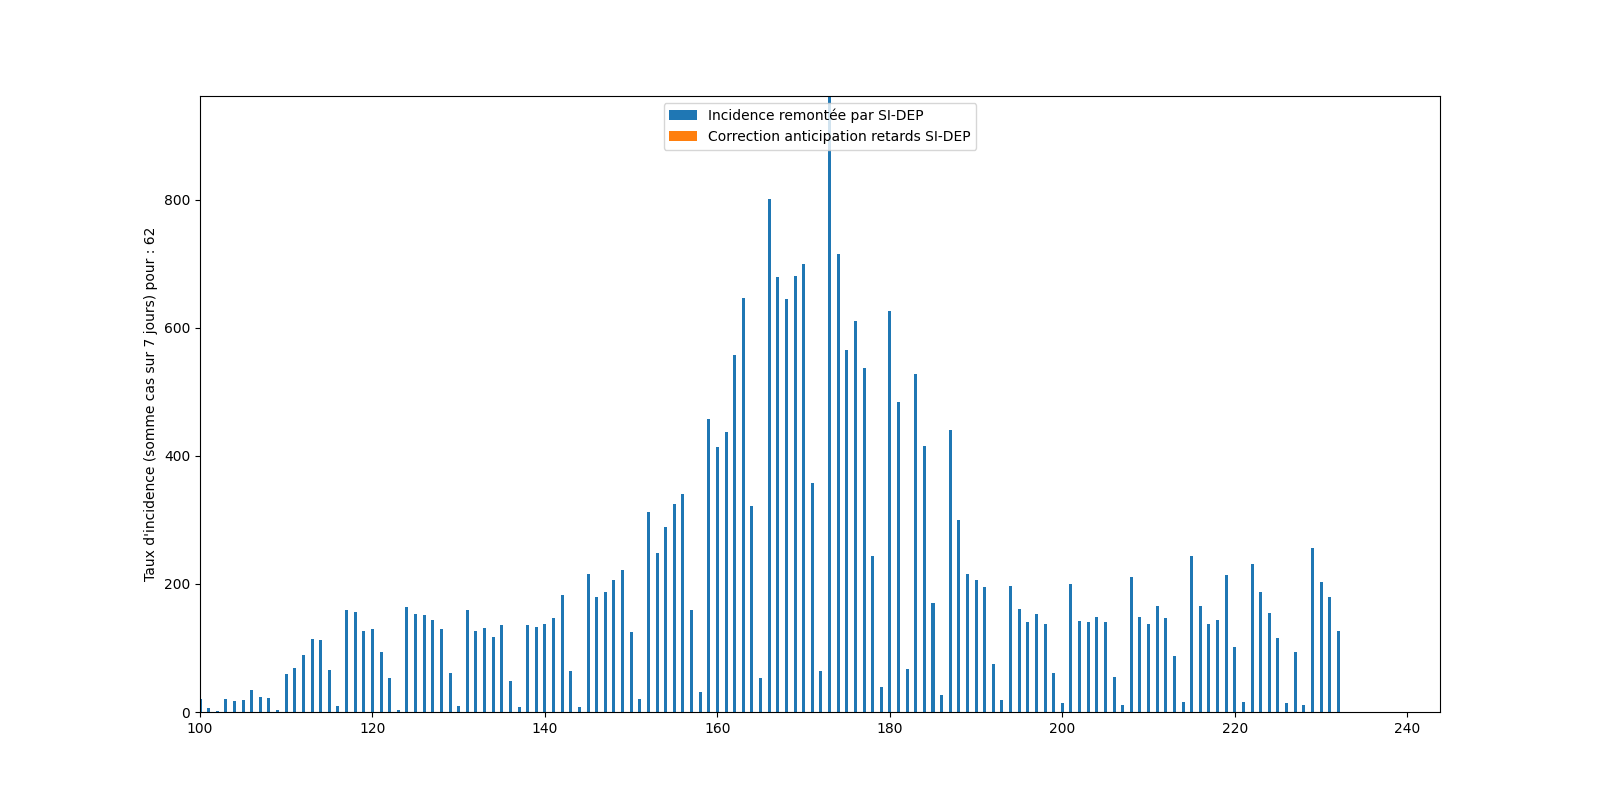 Incidence remontée par SI-DEP
Correction anticipation retards SI-DEP
Taux d'incidence (somme cas sur 7 jours) pour : 62
800
600
400
200
0
100 120 140 160 180 200 220 240